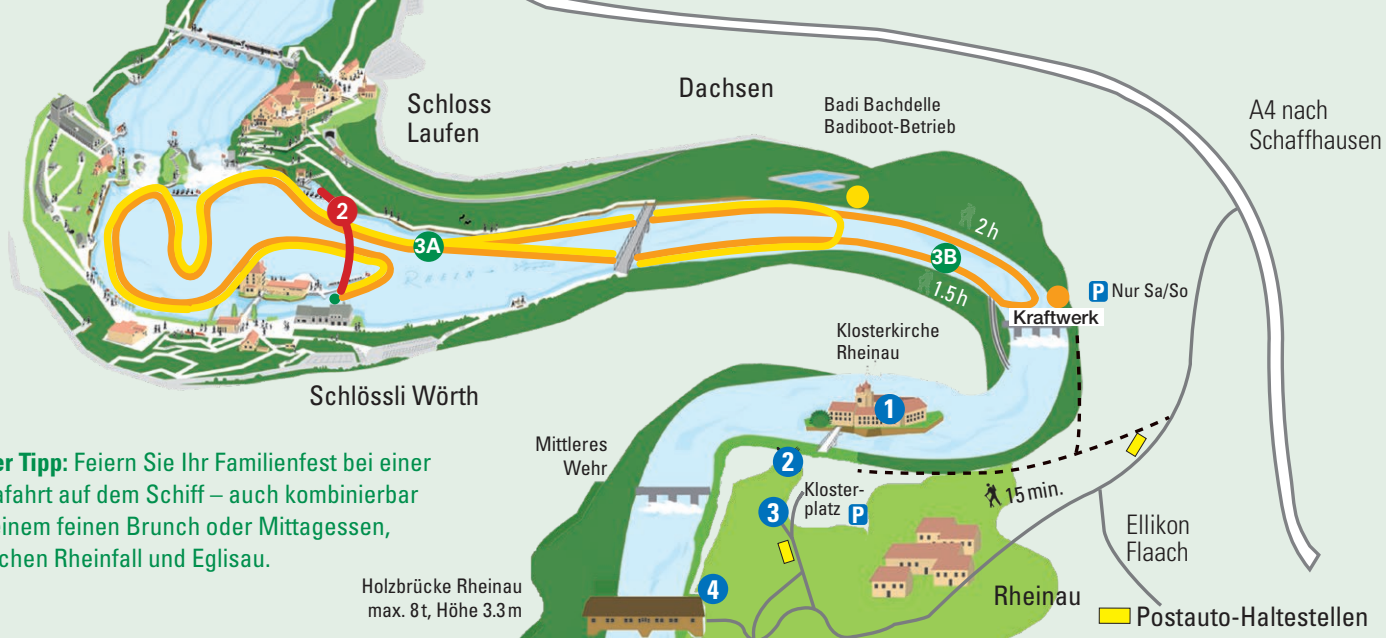 Schloss
Laufen
Dachsen
Badi Bachdelle
Badiboot-Betrieb
A4 nach
Schaffhausen
2
3A
3B
2h
1.5h
P Nur Sa/So
Kraftwerk
Klosterkirche
Rheinau
1
Schlössli Wörth
Mittleres
Wehr
er Tipp: Feiern Sie Ihr Familienfest bei einer
afahrt auf dem Schiff – auch kombinierbar
einem feinen Brunch oder Mittagessen,
chen Rheinfall und Eglisau.
2
3
Kloster-
platz P
15 min.
Ellikon
Flaach
Holzbrücke Rheinau
max. 8t, Höhe 3.3m
4
Rheinau
Postauto-Haltestellen